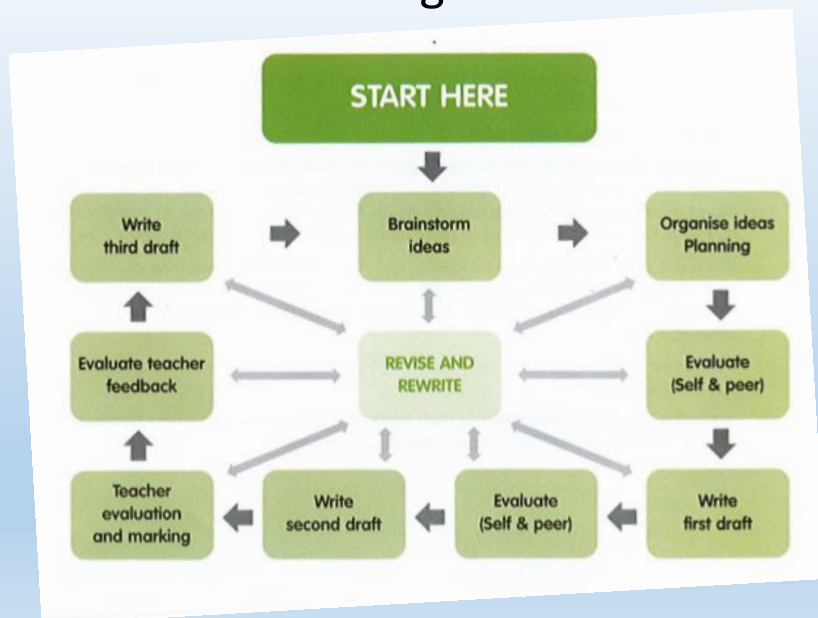 g
START HERE
Write
third draft
Brainstorm
ideas
Organise ideas
Planning
Evaluate teacher
feedback
REVISE AND
REWRITE
Evaluate
(Self & peer)
Teacher
evaluation
and marking
Write
second draft
Evaluate
(Self & peer)
Write
first draft